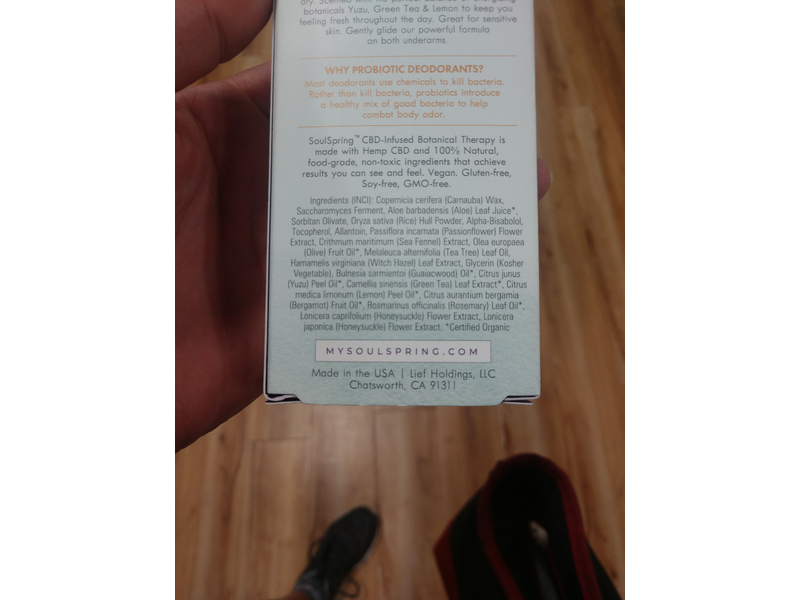 botanicals Yuzu, Green Tea & Lemon to keep you
feeling fresh throughout the day. Great for sensitive
skin. Gently glide our powerful formula
on both underarms.
WHY PROBIOTIC DEODORANTS?
Most deodorants use chemicals to kill bacteria.
Rather than kill bacteria, probiotics introduce
a healthy mix of good bacteria to help
combat body odor.
SoulSpring™ CBD-Infused Botanical Therapy is
made with Hemp CBD and 100% Natural,
food-grade, non-toxic ingredients that achieve
results you can see and feel. Vegan. Gluten-free,
Soy-free, GMO-free.
Ingredients (INCI): Copernicia cerifera (Carnauba) Wax,
Saccharomyces Ferment, Aloe barbadensis (Aloe) Leaf Juice*,
Sorbitan Olivate, Oryza sativa (Rice) Hull Powder, Alpha-Bisabolol,
Tocopherol, Allantoin, Passiflora incarnata (Passionflower) Flower
Extract, Crithmum maritimum (Sea Fennel) Extract, Olea europaea
(Olive) Fruit Oil*, Melaleuca alternifolia (Tea Tree) Leaf Oil,
Hamamelis virginiana (Witch Hazel) Leaf Extract, Glycerin (Kosher
Vegetable), Bulnesia sarmientoi (Guaiacwood) Oil*, Citrus junus
(Yuzu) Peel Oil*, Camellia sinensis (Green Tea) Leaf Extract*, Citrus
medica limonum (Lemon) Peel Oil*, Citrus aurantium bergamia
(Bergamot) Fruit Oil*, Rosmarinus officinalis (Rosemary) Leaf Oil*,
Lonicera caprifolium (Honeysuckle) Flower Extract, Lonicera
japonica (Honeysuckle) Flower Extract. *Certified Organic
MYSOULSPRING.COM
Made in the USA | Lief Holdings, LLC
Chatsworth, CA 91311